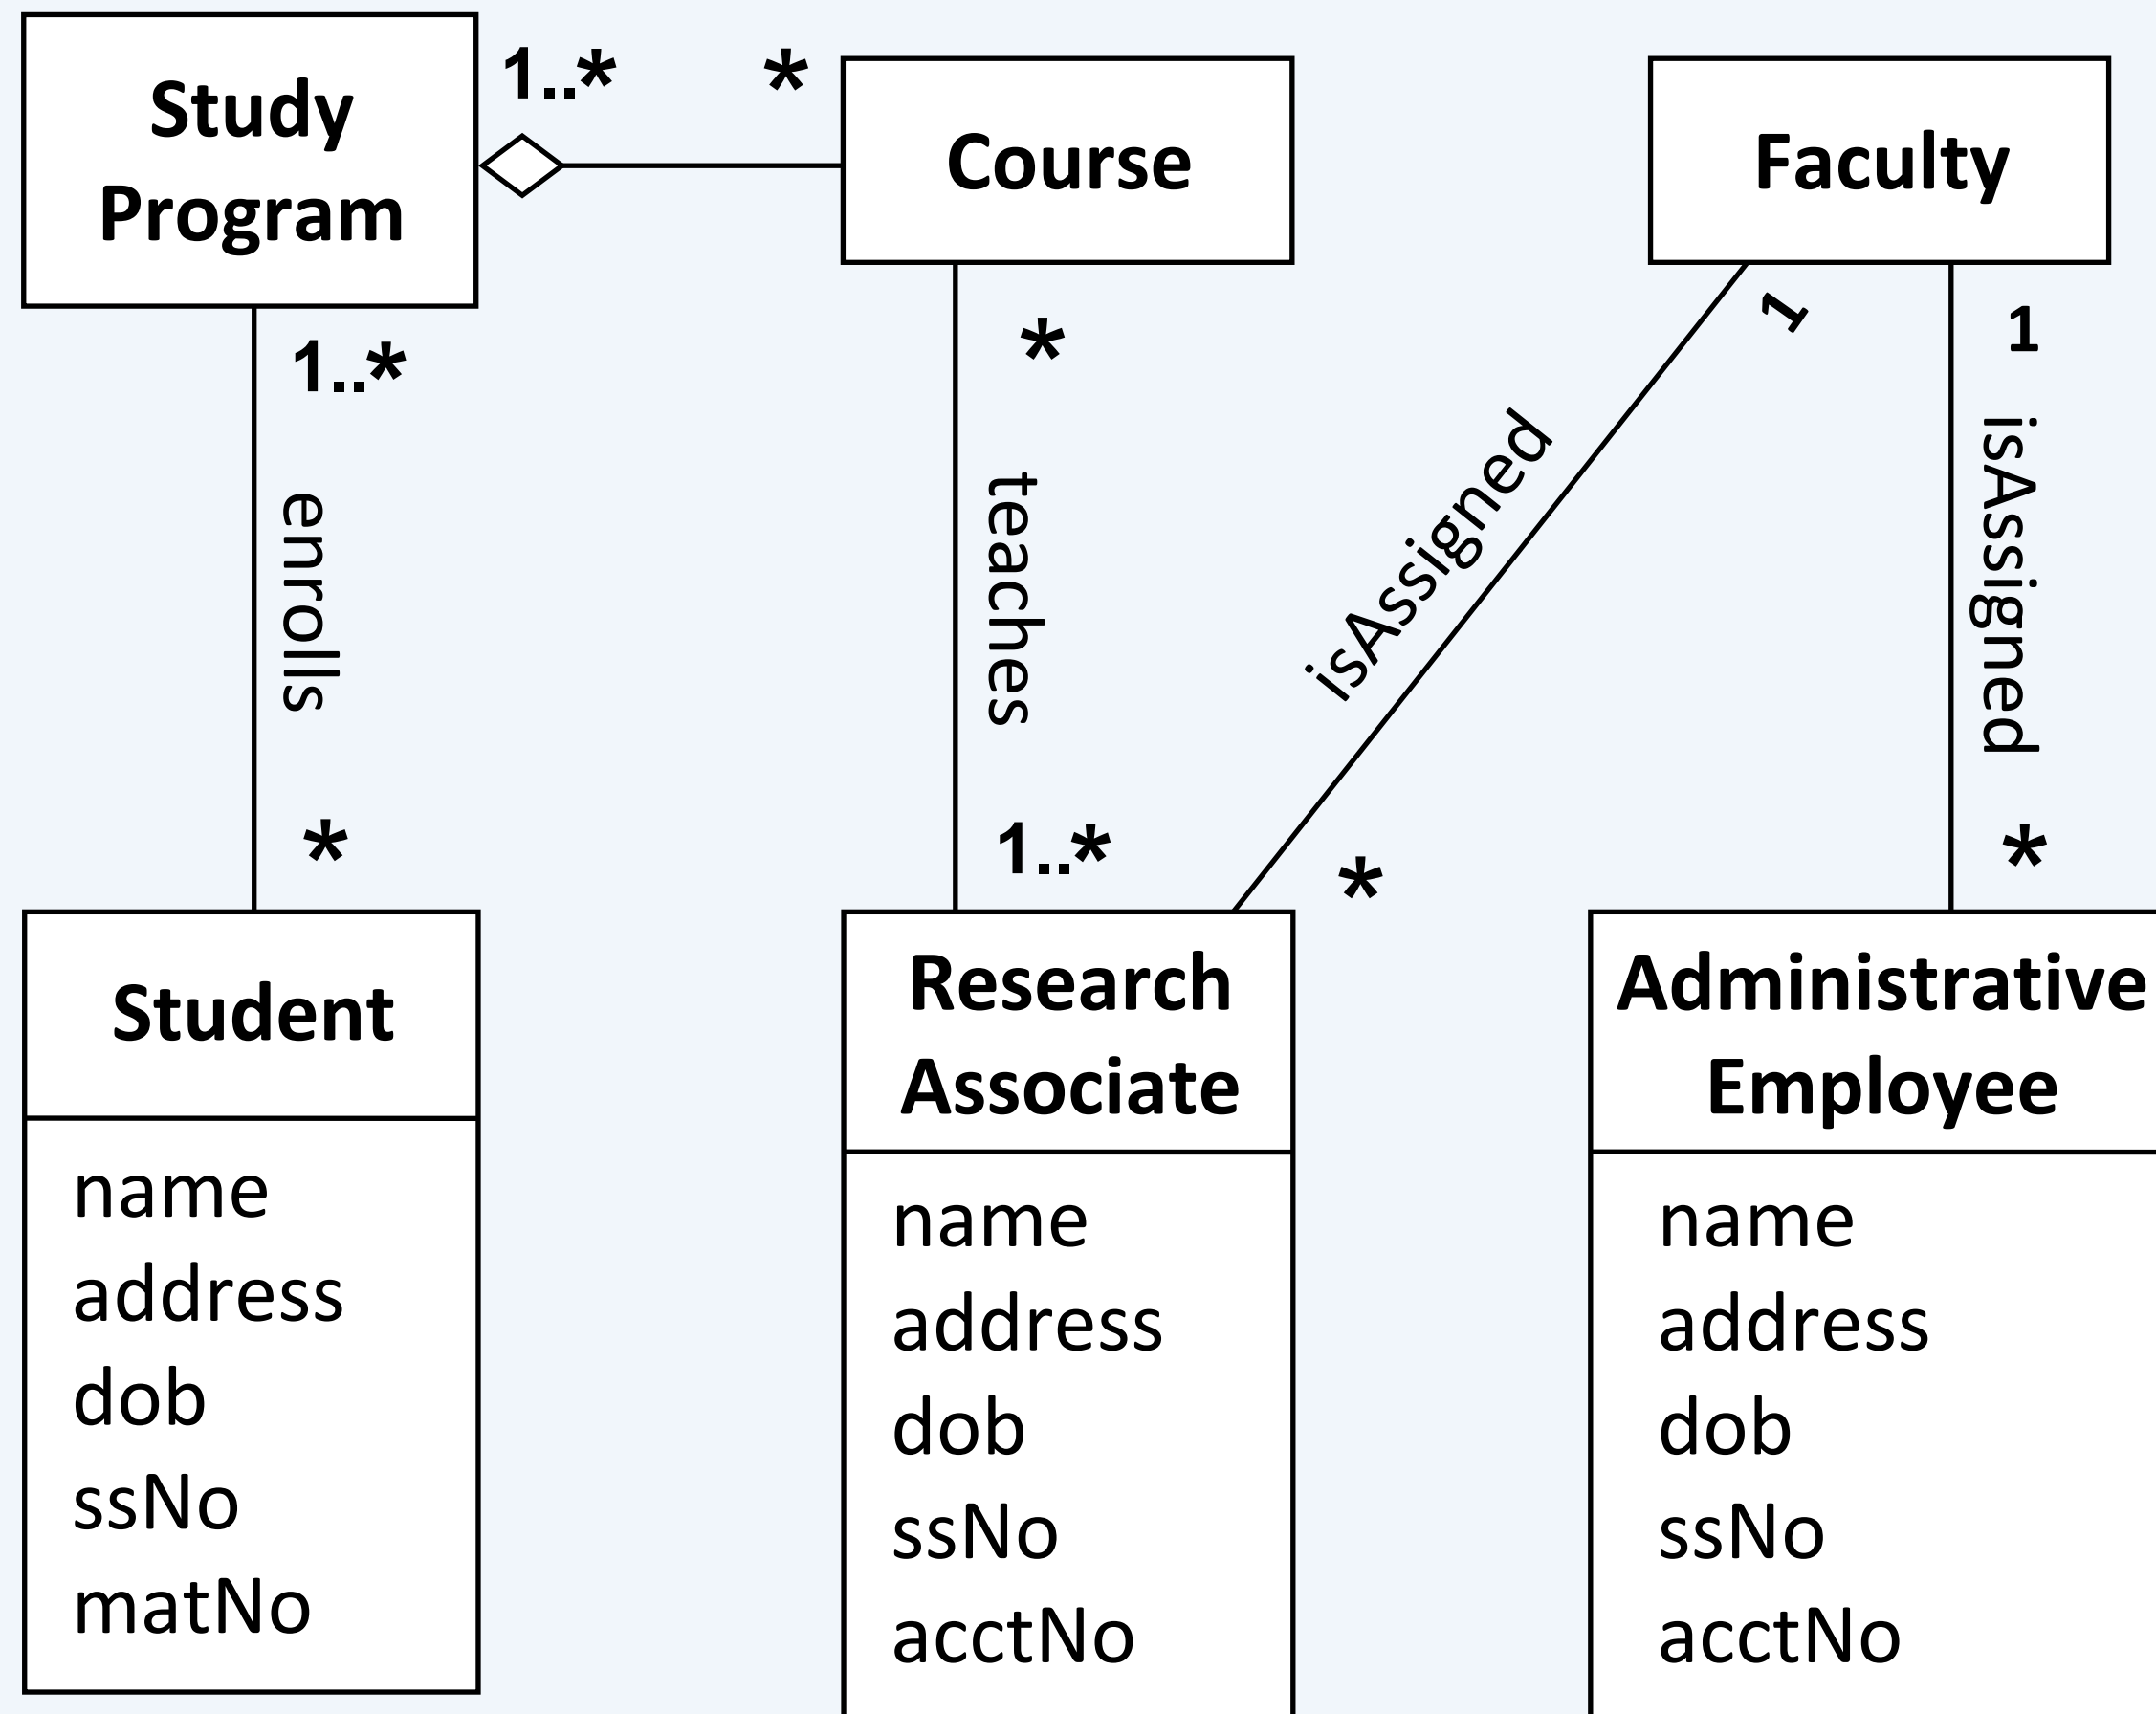 Study
Program
1..*
*
Course
Faculty
1..*
enrolls
*
*
teaches
1..*
1
isAssigned
*
1
isAssigned
*
Student
name
address
dob
ssNo
matNo
Research
Associate
name
address
dob
ssNo
acctNo
Administrative
Employee
name
address
dob
ssNo
acctNo